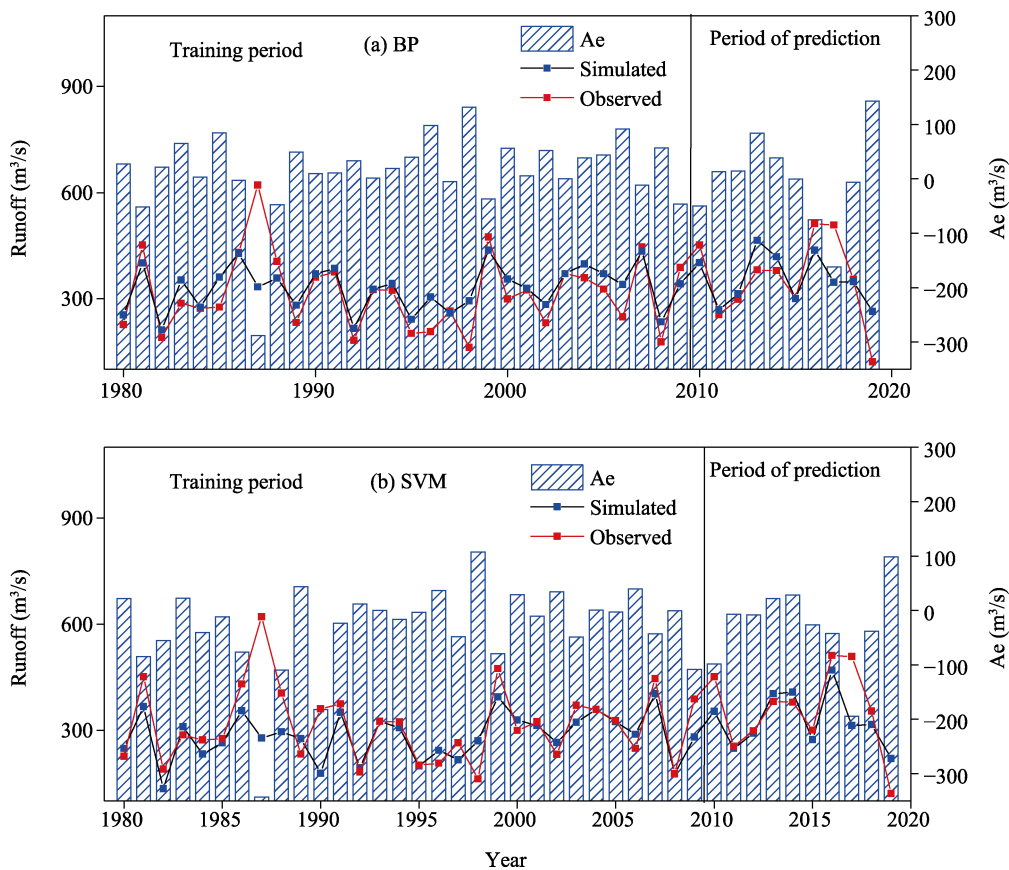 Training period
(a) BP
Ae
Simulated
Observed
Period of prediction
Runoff (m³/s)
900
600
300
300
200
100
0
−100
−200
−300
Ae (m³/s)
1980 1990 2000 2010 2020
Training period
(b) SVM
Ae
Simulated
Observed
Period of prediction
Runoff (m³/s)
900
600
300
300
200
100
0
−100
−200
−300
Ae (m³/s)
1980 1985 1990 1995 2000 2005 2010 2015 2020
Year